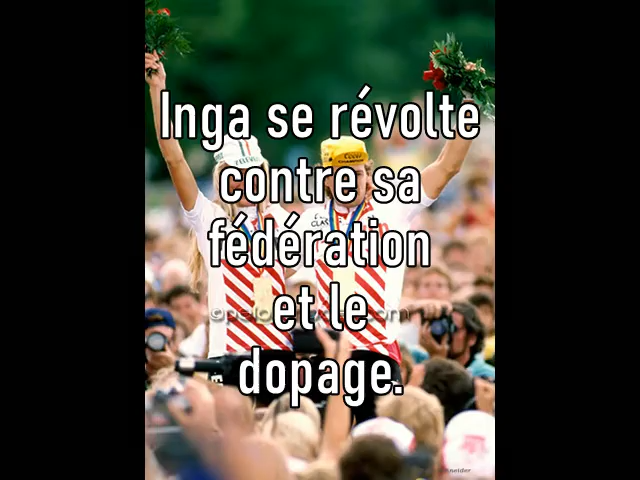 Inga se révolte
contre sa
fédération
et le
dopage.